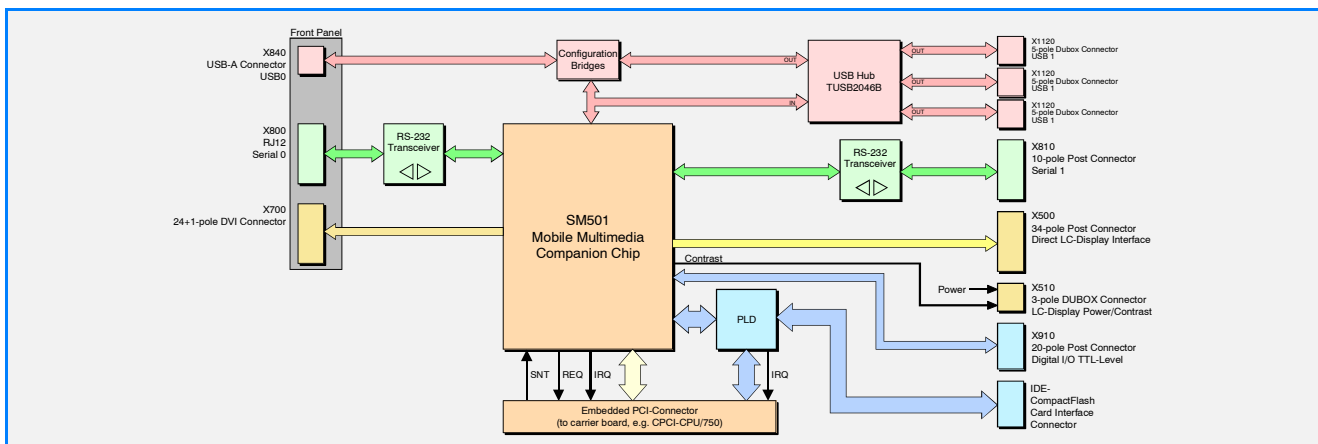 Front Panel
X840
USB-A Connector
USB0
Configuration
Bridges
OUT
IN
USB Hub
TUSB2046B
OUT
OUT
OUT
X1120
5-pole Dubox Connector
USB 1
X1120
5-pole Dubox Connector
USB 1
X1120
5-pole Dubox Connector
USB 1
X800
RJ12
Serial 0
RS-232
Transceiver
RS-232
Transceiver
X810
10-pole Post Connector
Serial 1
X700
24+1-pole DVI Connector
SM501
Mobile Multimedia
Companion Chip
X500
34-pole Post Connector
Direct LC-Display Interface
Contrast
Power
X510
3-pole DUBOX Connector
LC-Display Power/Contrast
PLD
X910
20-pole Post Connector
Digital I/O TTL-Level
SNT
REQ
IRQ
IRQ
IDE-
CompactFlash
Card Interface
Connector
Embedded PCI-Connector
(to carrier board, e.g. CPCI-CPU/750)